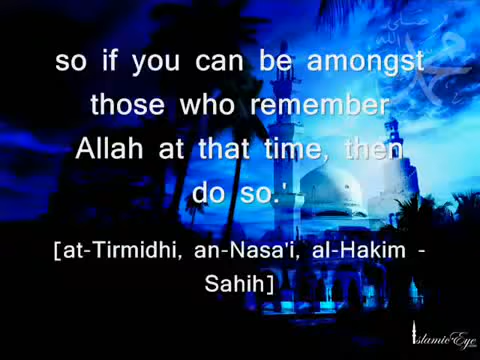 so if you can be amongst
those who remember
Allah at that time, then
do so.'
[at-Tirmidhi, an-Nasa'i, al-Hakim -
Sahih]
محمد
IslamicEye